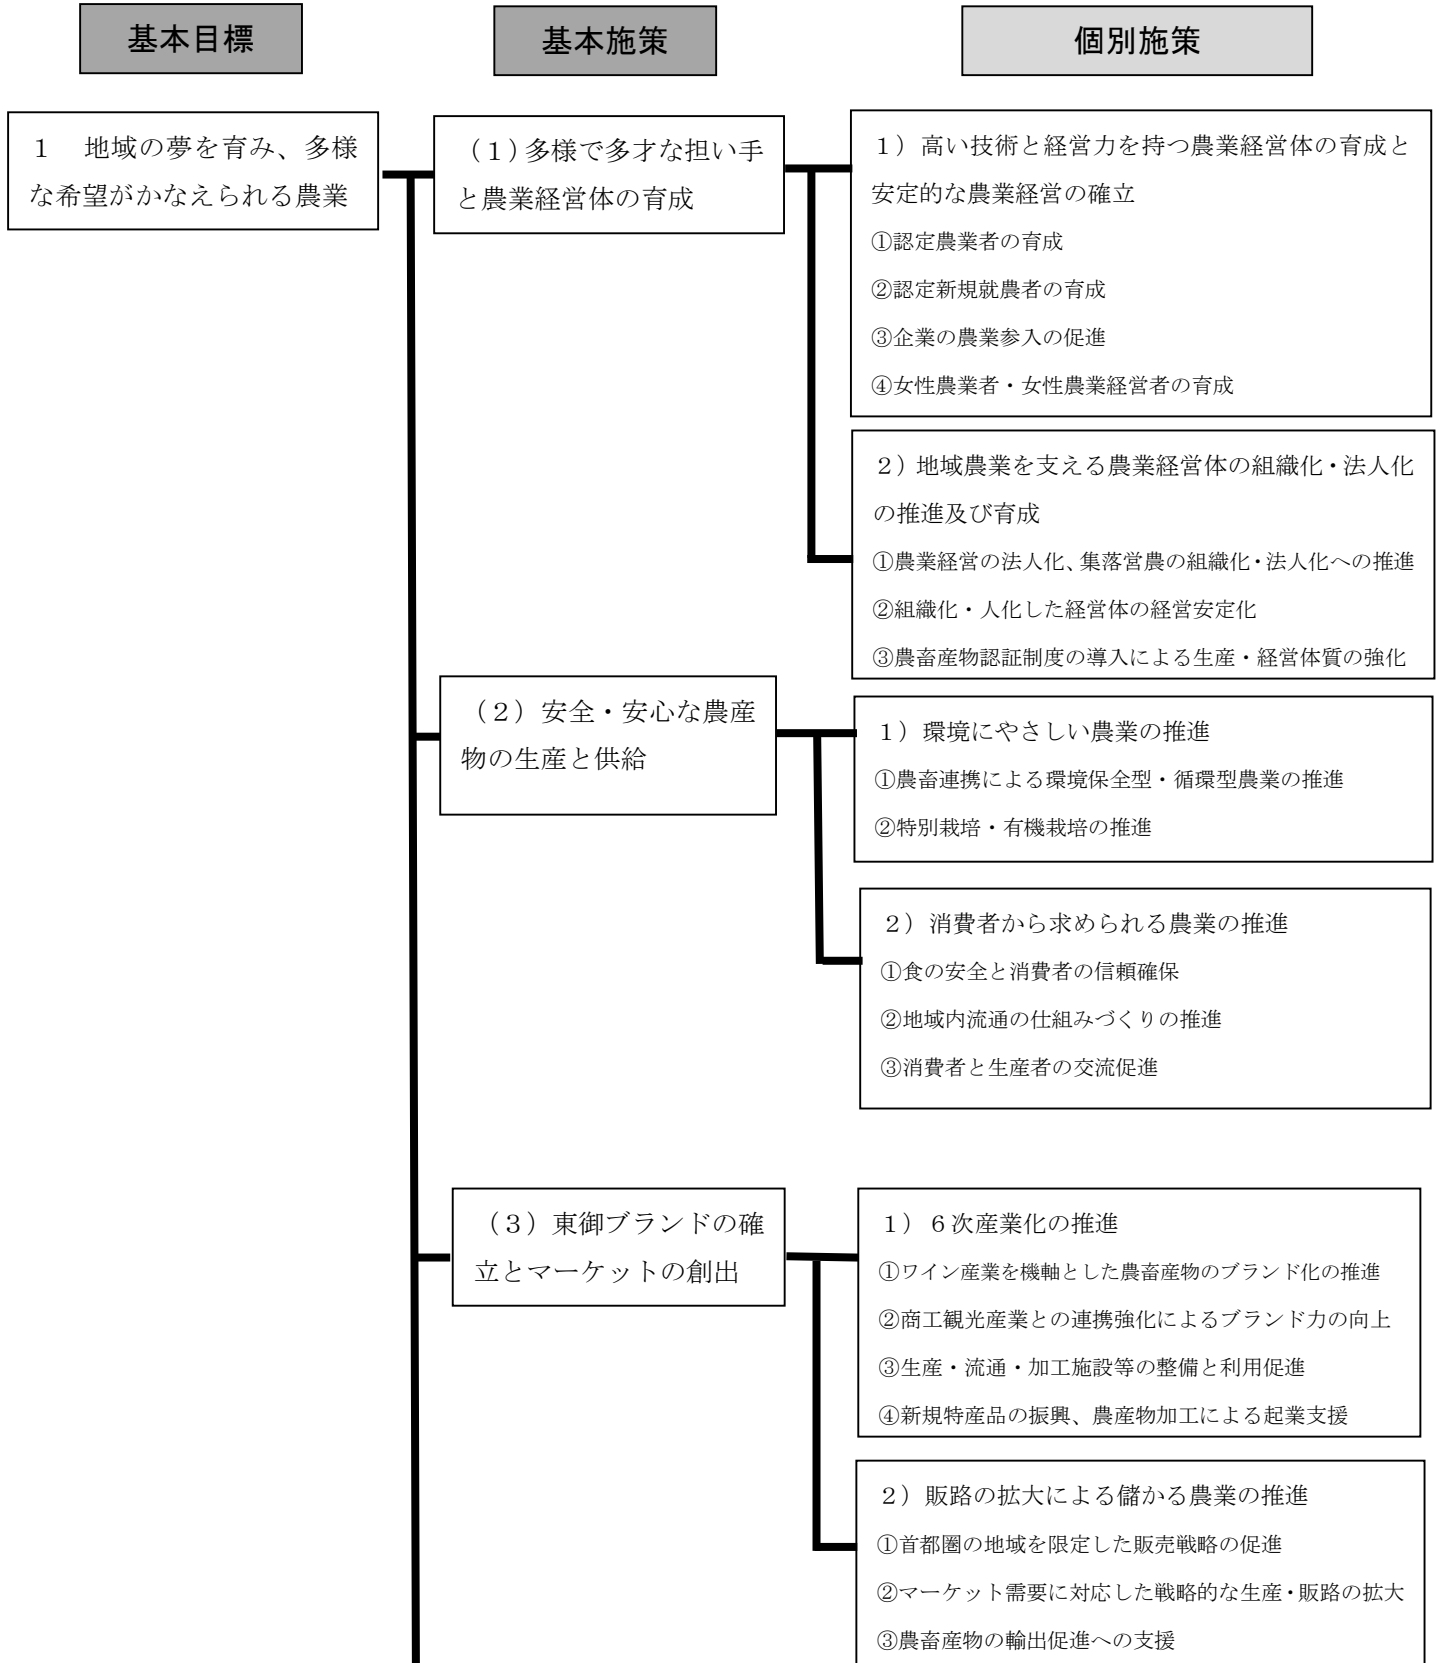 基本目標
基本施策
個別施策
1　地域の夢を育み、多様
な希望がかなえられる農業
（1）多様で多才な担い手
と農業経営体の育成
1）高い技術と経営力を持つ農業経営体の育成と
安定的な農業経営の確立
①認定農業者の育成
②認定新規就農者の育成
③企業の農業参入の促進
④女性農業者・女性農業経営者の育成
2）地域農業を支える農業経営体の組織化・法人化
の推進及び育成
①農業経営の法人化、集落営農の組織化・法人化への推進
②組織化・人化した経営体の経営安定化
③農畜産物認証制度の導入による生産・経営体質の強化
（2）安全・安心な農産
物の生産と供給
1）環境にやさしい農業の推進
①農畜連携による環境保全型・循環型農業の推進
②特別栽培・有機栽培の推進
2）消費者から求められる農業の推進
①食の安全と消費者の信頼確保
②地域内流通の仕組みづくりの推進
③消費者と生産者の交流促進
（3）東御ブランドの確
立とマーケットの創出
1）6次産業化の推進
①ワイン産業を機軸とした農畜産物のブランド化の推進
②商工観光産業との連携強化によるブランド力の向上
③生産・流通・加工施設等の整備と利用促進
④新規特産品の振興、農産物加工による起業支援
2）販路の拡大による儲かる農業の推進
①首都圏の地域を限定した販売戦略の促進
②マーケット需要に対応した戦略的な生産・販路の拡大
③農畜産物の輸出促進への支援